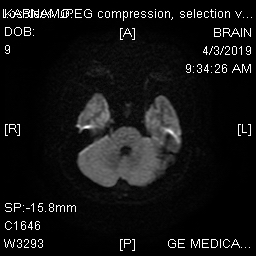 JPEG compression, selection v...
DOB:
[A]
BRAIN
9
4/3/2019
9:34:26 AM
[R]
[L]
SP:-15.8mm
C1646
W3293
[P]
GE MEDICA...